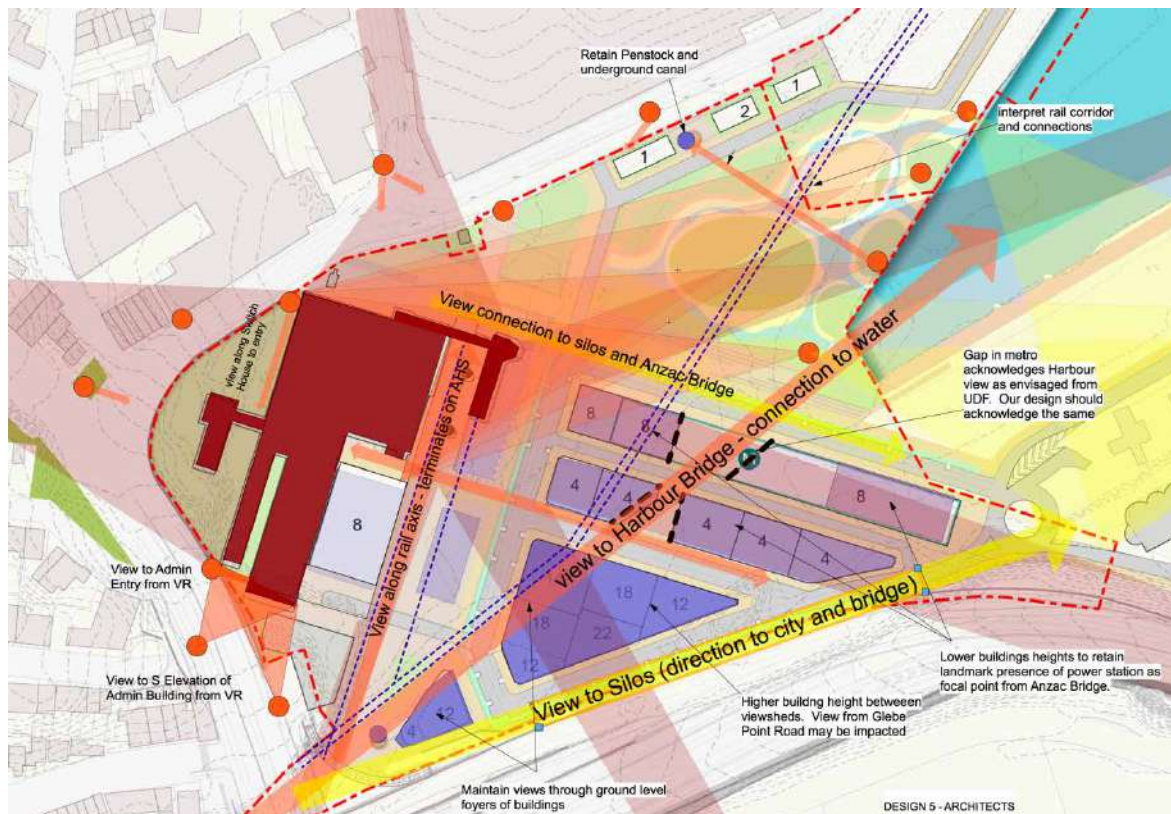 Retain Penstock and
underground canal
1
2
1
interpret rail corridor
and connections
View connection to silos and Anzac Bridge
view along Switch
House to entry
Gap in metro
acknowledges Harbour
view as envisaged from
UDF. Our design should
acknowledge the same
view to Harbour Bridge - connection to water
View along rail axis - terminates on AHS
8
8
8
8
4
4
4
4
4
18
12
18
22
12
12
4
View to Admin
Entry from VR
View to S Elevation of
Admin Building from VR
View to Silos (direction to city and bridge)
Lower buildings heights to retain
landmark presence of power station as
focal point from Anzac Bridge.
Higher buildng height betweeen
viewsheds. View from Glebe
Point Road may be impacted
Maintain views through ground level
foyers of buildings
DESIGN 5 - ARCHITECTS